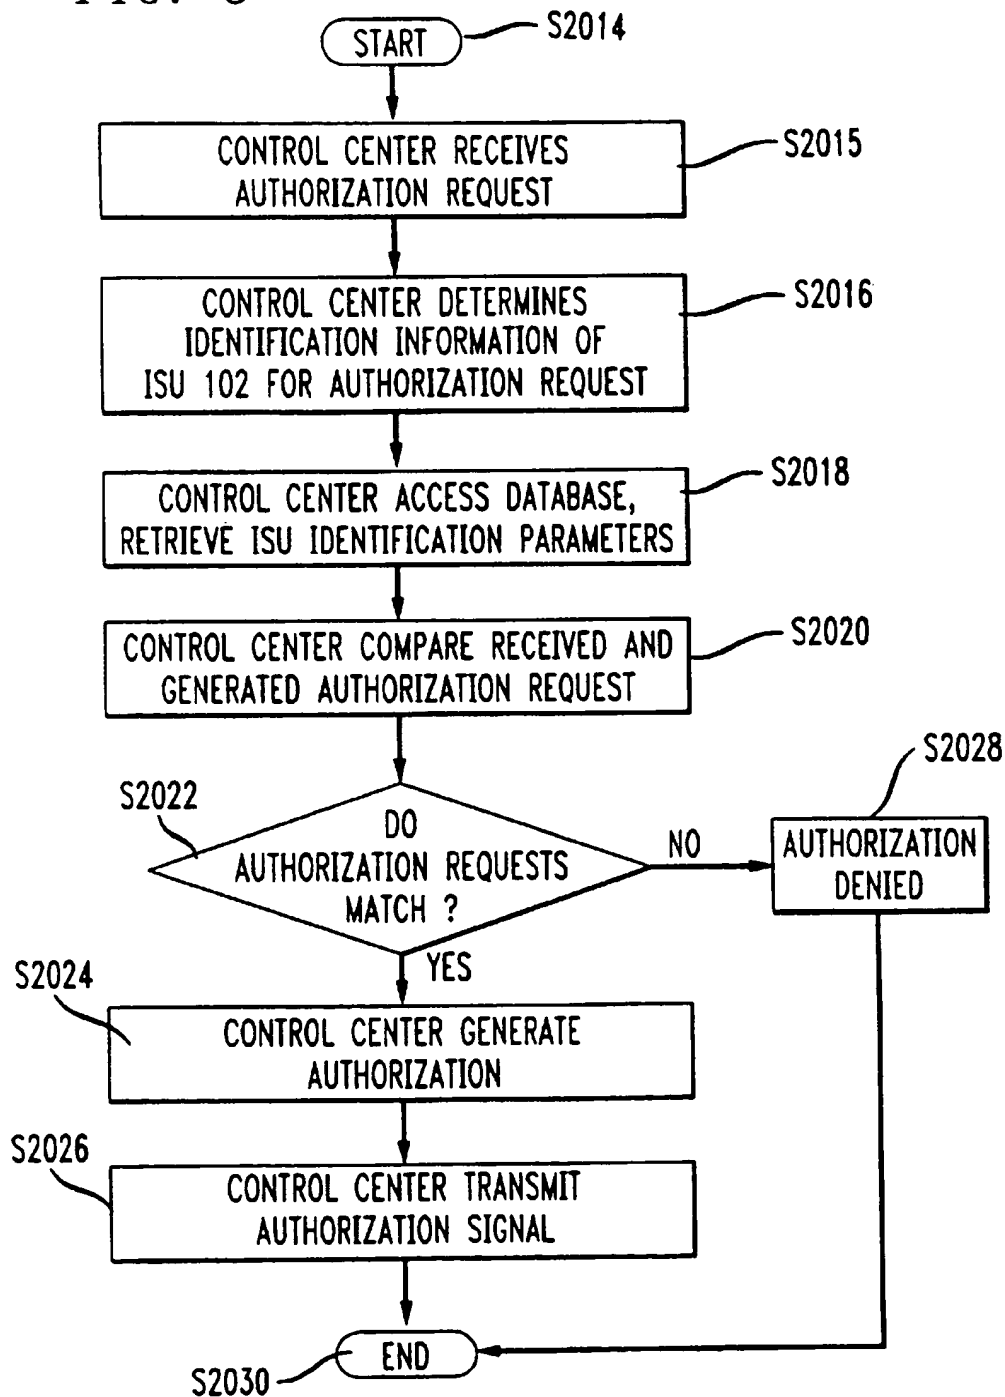 START
S2014
CONTROL CENTER RECEIVES
AUTHORIZATION REQUEST
S2015
CONTROL CENTER DETERMINES
IDENTIFICATION INFORMATION OF
ISU 102 FOR AUTHORIZATION REQUEST
S2016
CONTROL CENTER ACCESS DATABASE,
RETRIEVE ISU IDENTIFICATION PARAMETERS
S2018
CONTROL CENTER COMPARE RECEIVED AND
GENERATED AUTHORIZATION REQUEST
S2020
S2022
DO
AUTHORIZATION REQUESTS
MATCH ?
NO
S2028
AUTHORIZATION
DENIED
YES
S2024
CONTROL CENTER GENERATE
AUTHORIZATION
S2026
CONTROL CENTER TRANSMIT
AUTHORIZATION SIGNAL
END
S2030